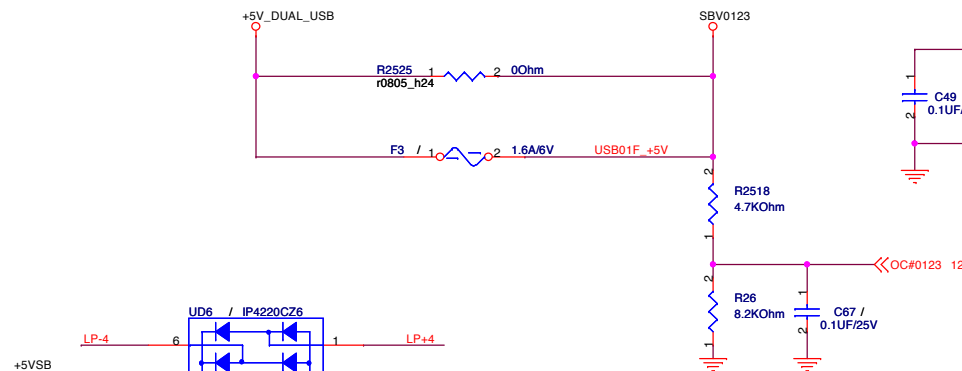 +5V_DUAL_USB
SBV0123
R2525 1 2 0Ohm
r0805_h24
1
C49
0.1UF/
2
F3 / 1 2 1.6A/6V USB01F_+5V
2
R2518
4.7KOhm
1
OC#0123 12
2
R26
8.2KOhm
1
1
C67 /
0.1UF/25V
2
UD6 / IP4220CZ6
LP-4 6 1 LP+4
+5VSB